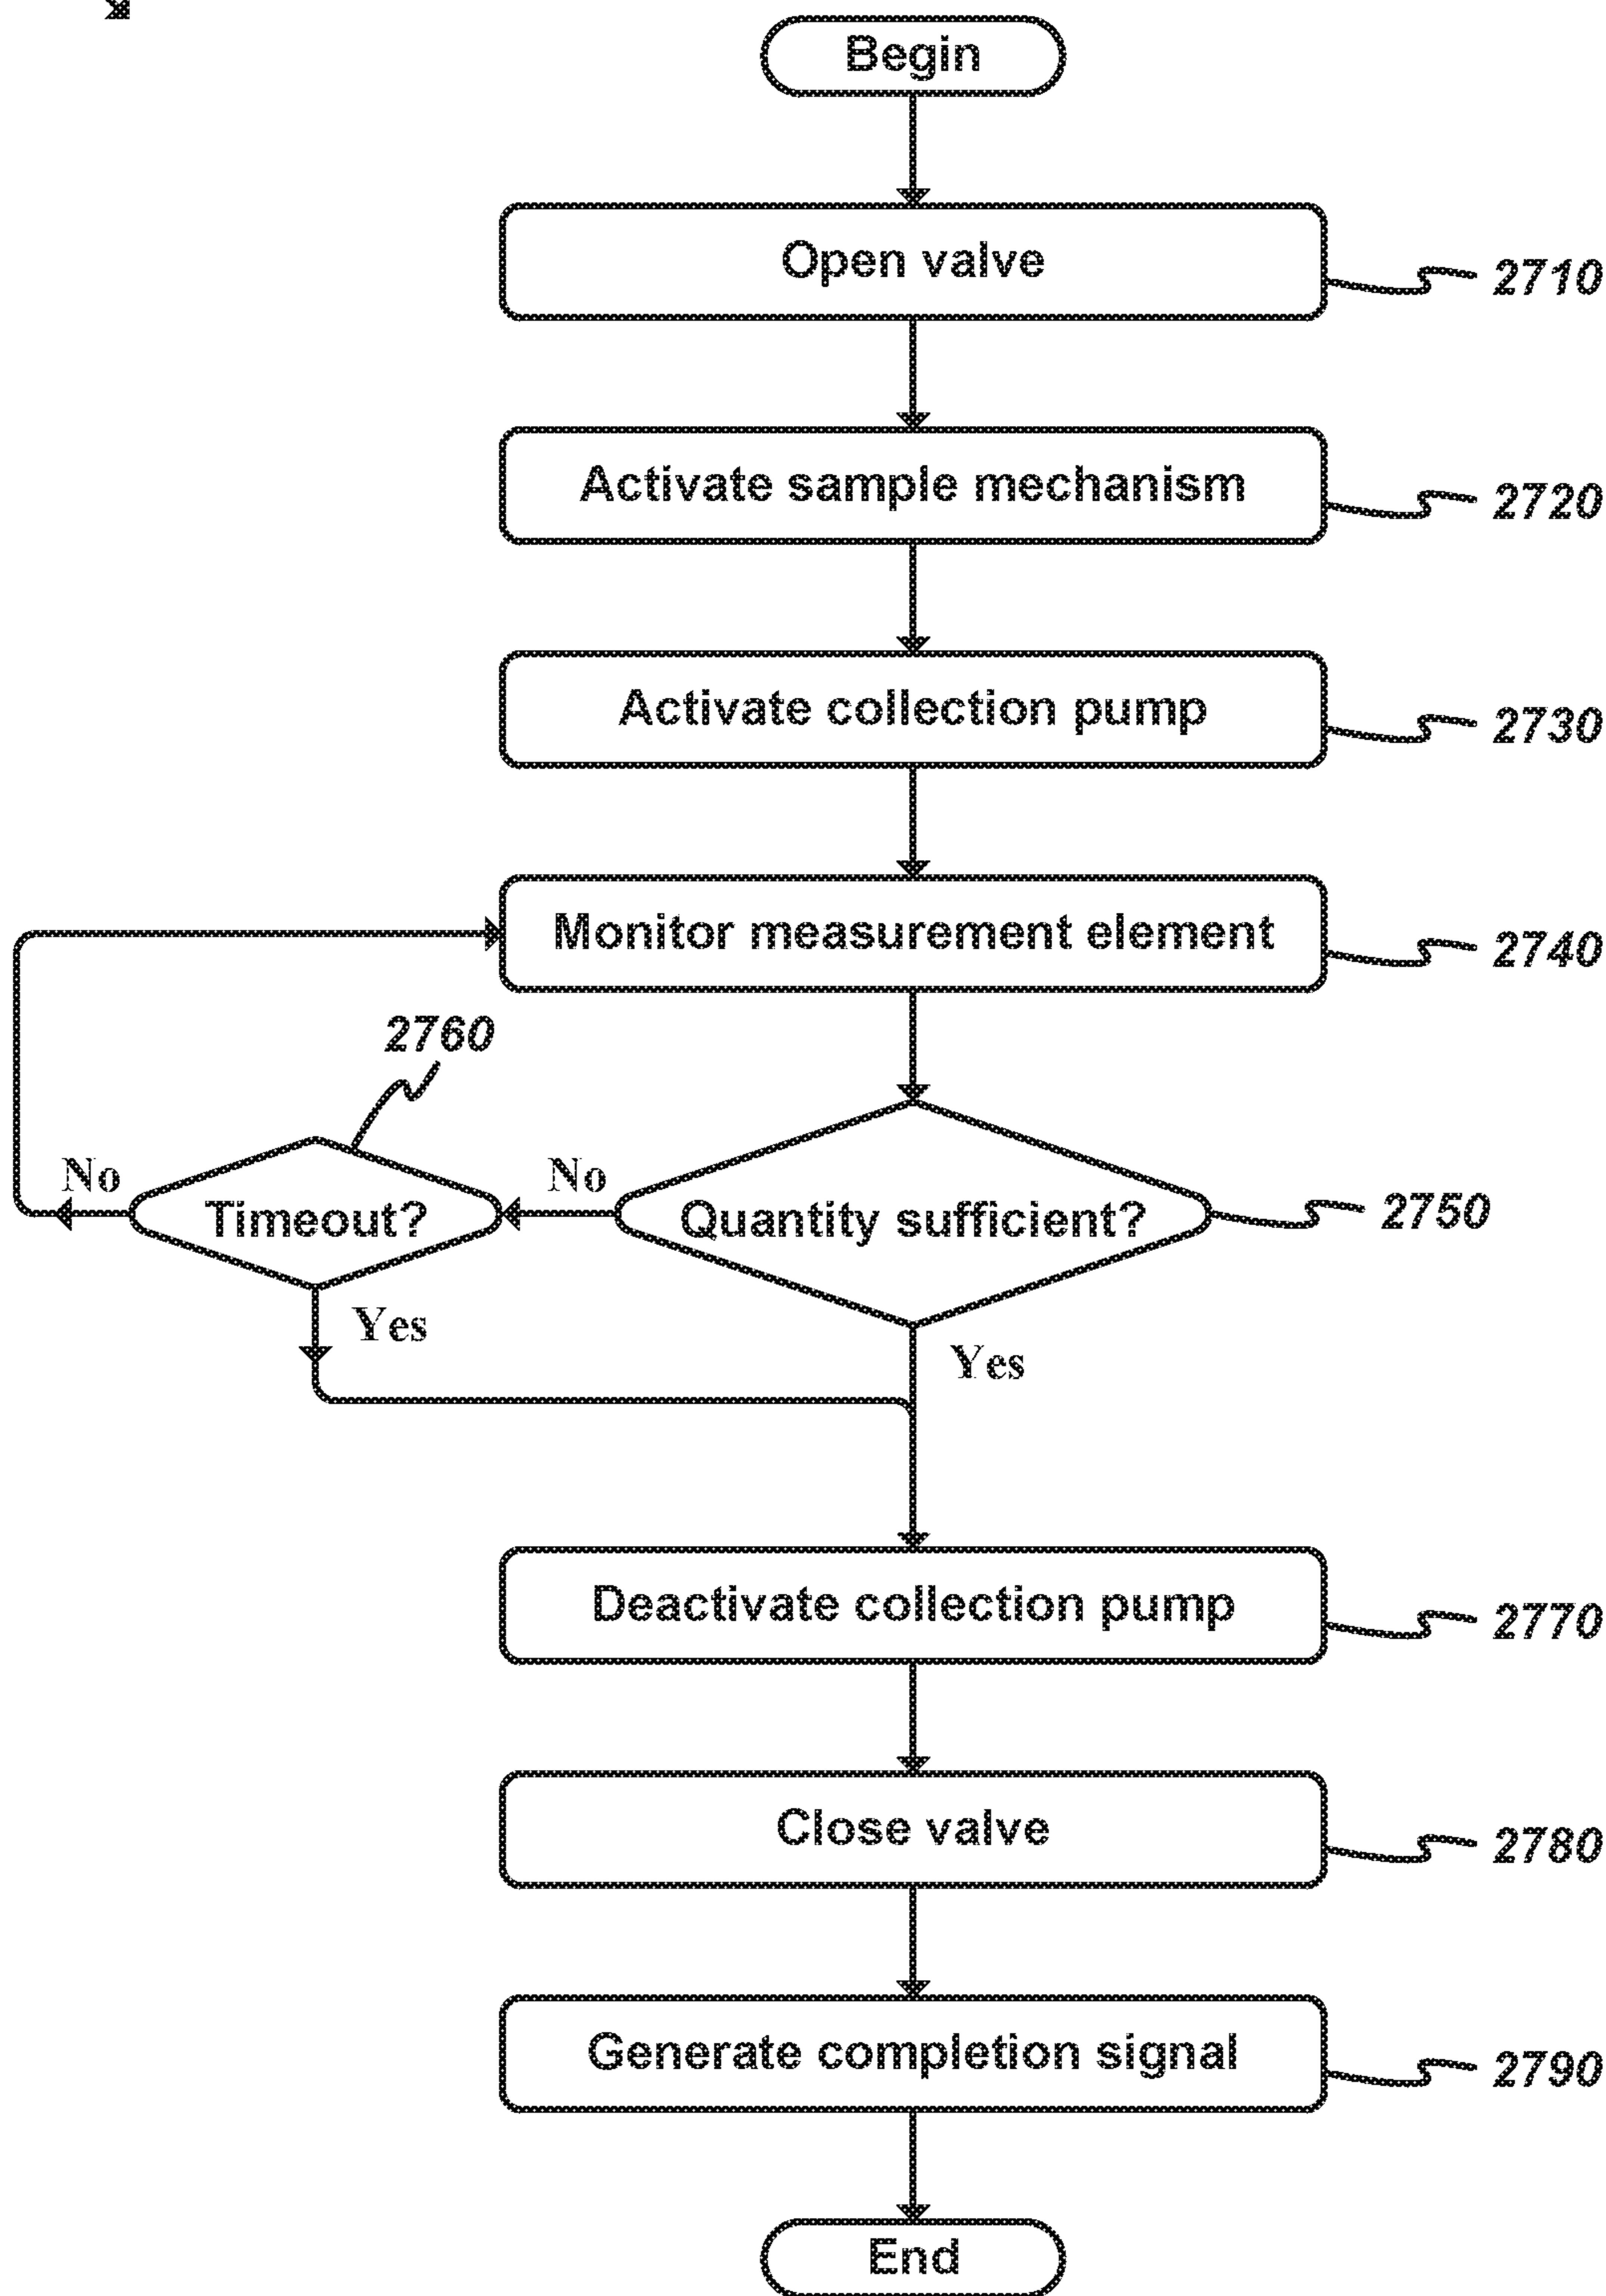 Begin
Open valve
2710
Activate sample mechanism
2720
Activate collection pump
2730
Monitor measurement element
2740
2760
No
Timeout?
No
Quantity sufficient?
2750
Yes
Yes
Deactivate collection pump
2770
Close valve
2780
Generate completion signal
2790
End